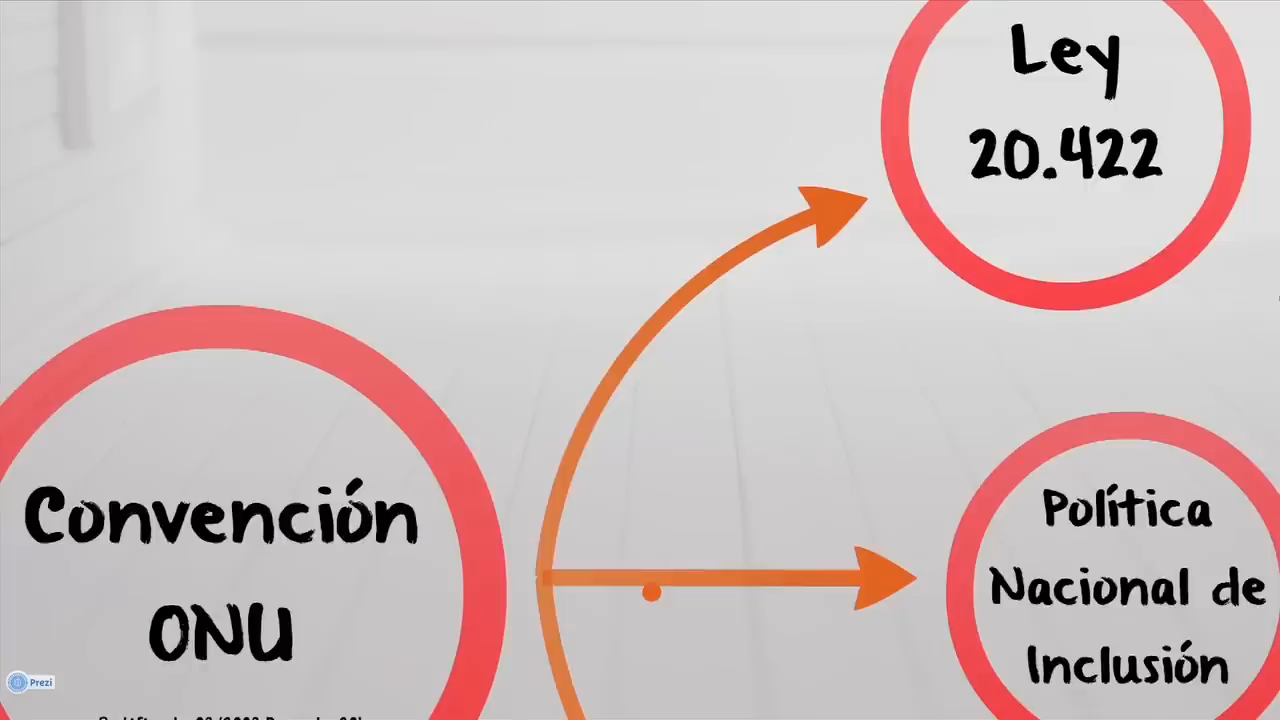 Ley
20.422
Convención
ONU
Política
Nacional de
Inclusión
Prezi